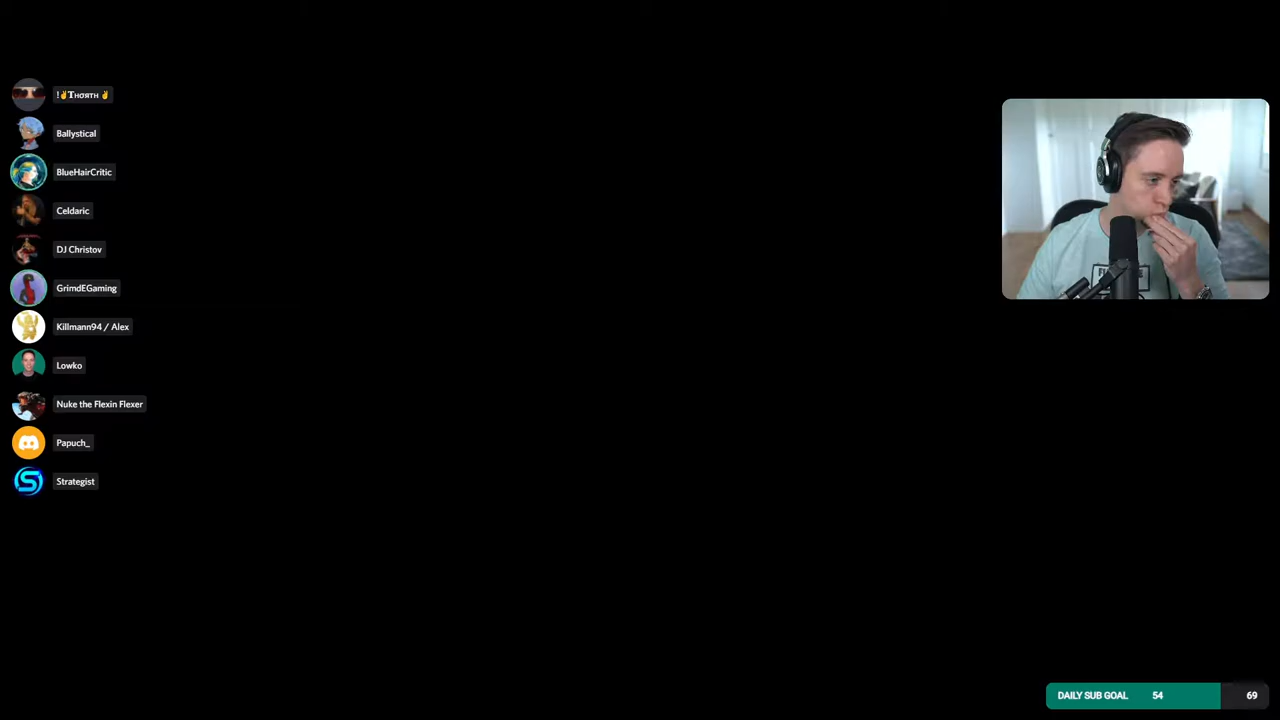 !✌Tʜσʀᴛʜ ✌
Ballystical
BlueHairCritic
Celdaric
DJ Christov
GrimdEGaming
Killmann94 / Alex
Lowko
Nuke the Flexin Flexer
Papuch_
Strategist
DAILY SUB GOAL 54 69